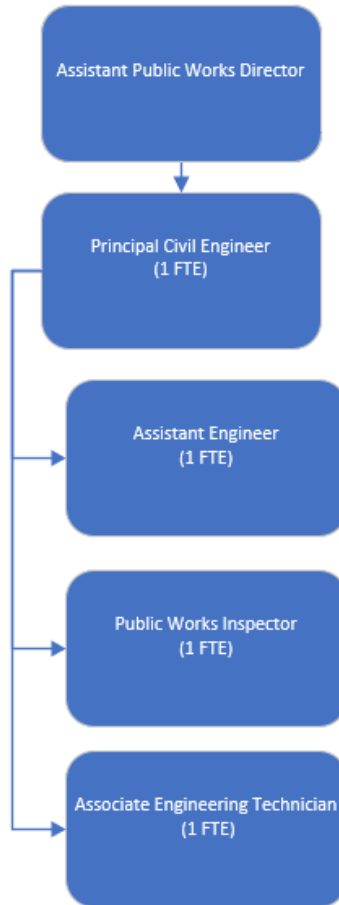 Assistant Public Works Director
Principal Civil Engineer
(1 FTE)
Assistant Engineer
(1 FTE)
Public Works Inspector
(1 FTE)
Associate Engineering Technician
(1 FTE)